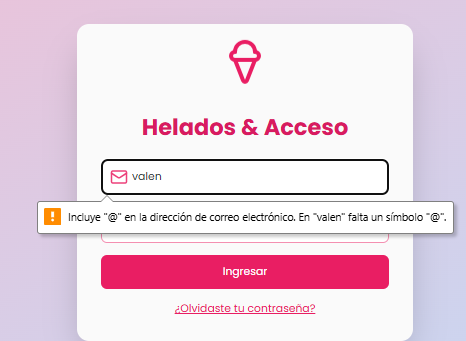 Helados & Acceso
valen
Incluye "@" en la dirección de correo electrónico. En "valen" falta un símbolo "@".
Ingresar
¿Olvidaste tu contraseña?